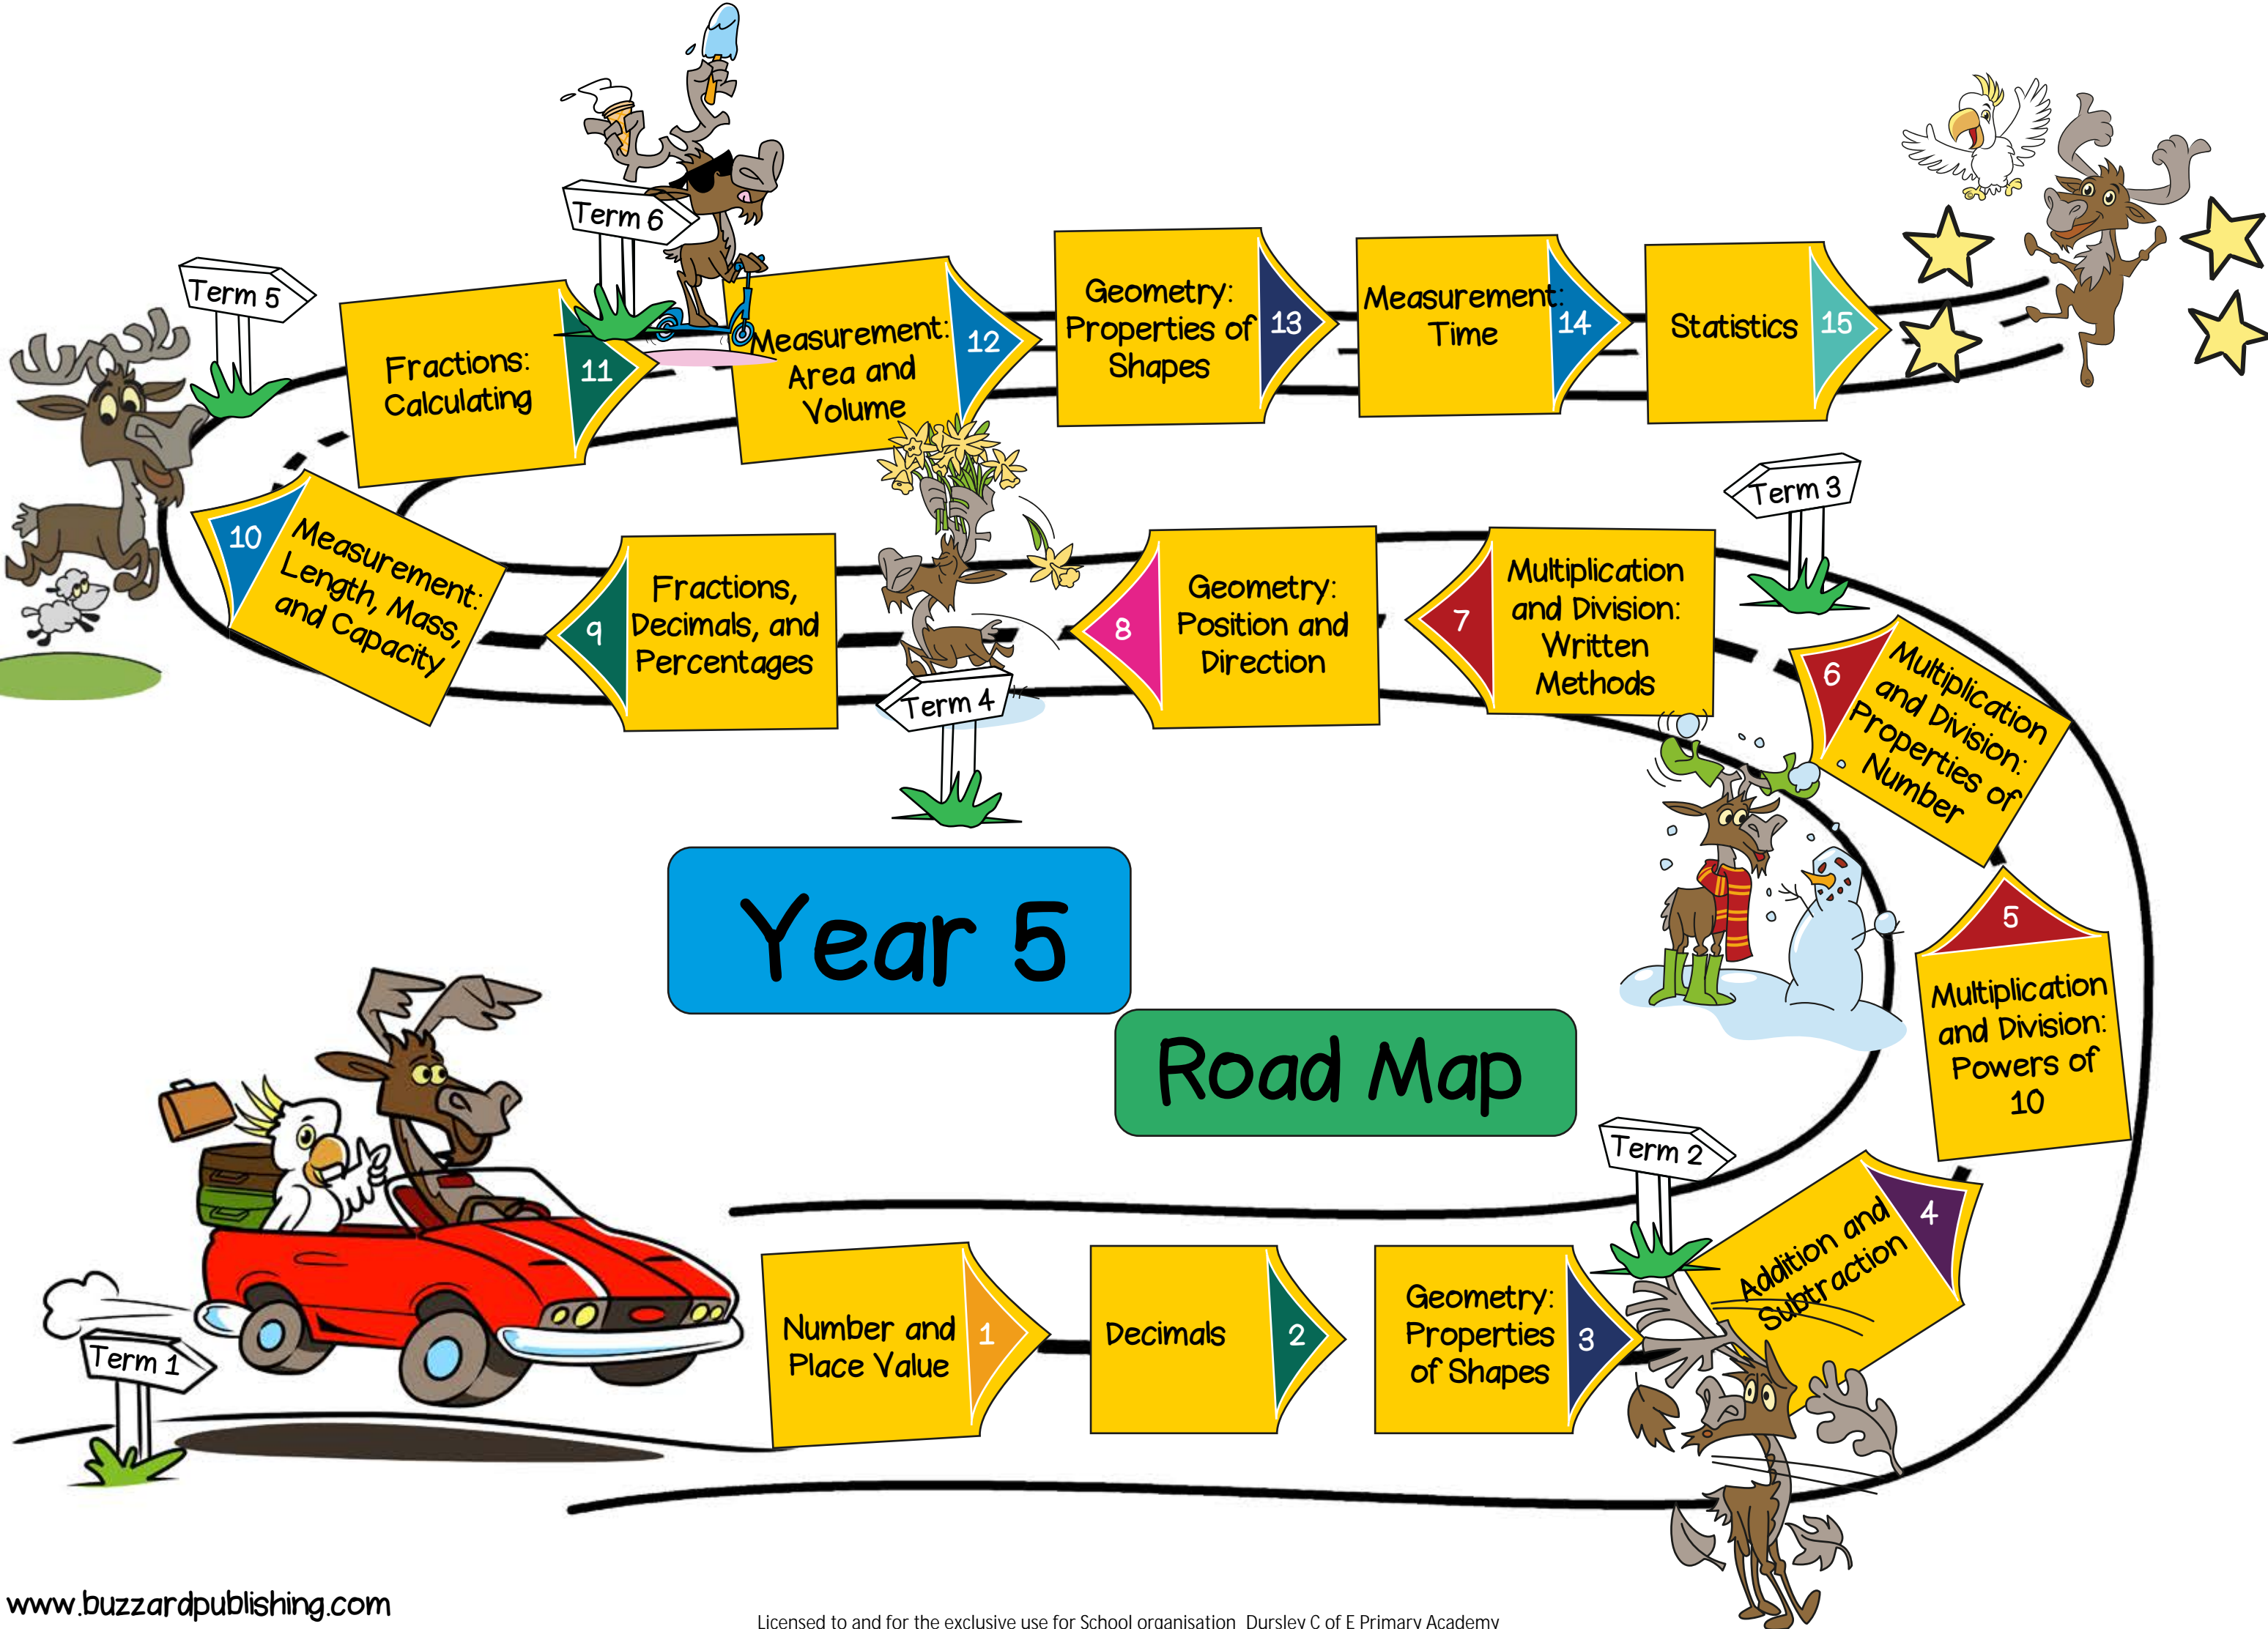 Term 6
Term 5
Fractions:
Calculating
11
Measurement:
Area and
Volume
12
Geometry:
Properties of
Shapes
13
Measurement:
Time
14
Statistics
15
Term 3
10
Measurement:
Length, Mass,
and Capacity
9
Fractions,
Decimals, and
Percentages
Term 4
8
Geometry:
Position and
Direction
7
Multiplication
and Division:
Written
Methods
6
Multiplication
and Division:
Properties of
Number
Year 5
Road Map
5
Multiplication
and Division:
Powers of
10
Term 2
4
Addition and
Subtraction
Term 1
Number and
Place Value
1
Decimals
2
Geometry:
Properties
of Shapes
3
www.buzzardpublishing.com
Licensed to and for the exclusive use for School organisation Dursley C of E Primary Academy